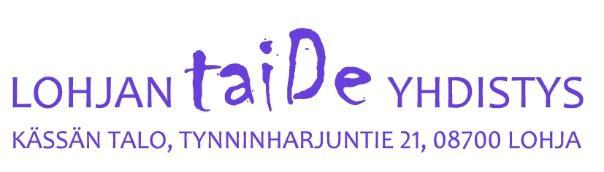 LOHJAN taiDe YHDISTYS
KÄSSÄN TALO, TYNNINHARJUNTIE 21, 08700 LOHJA